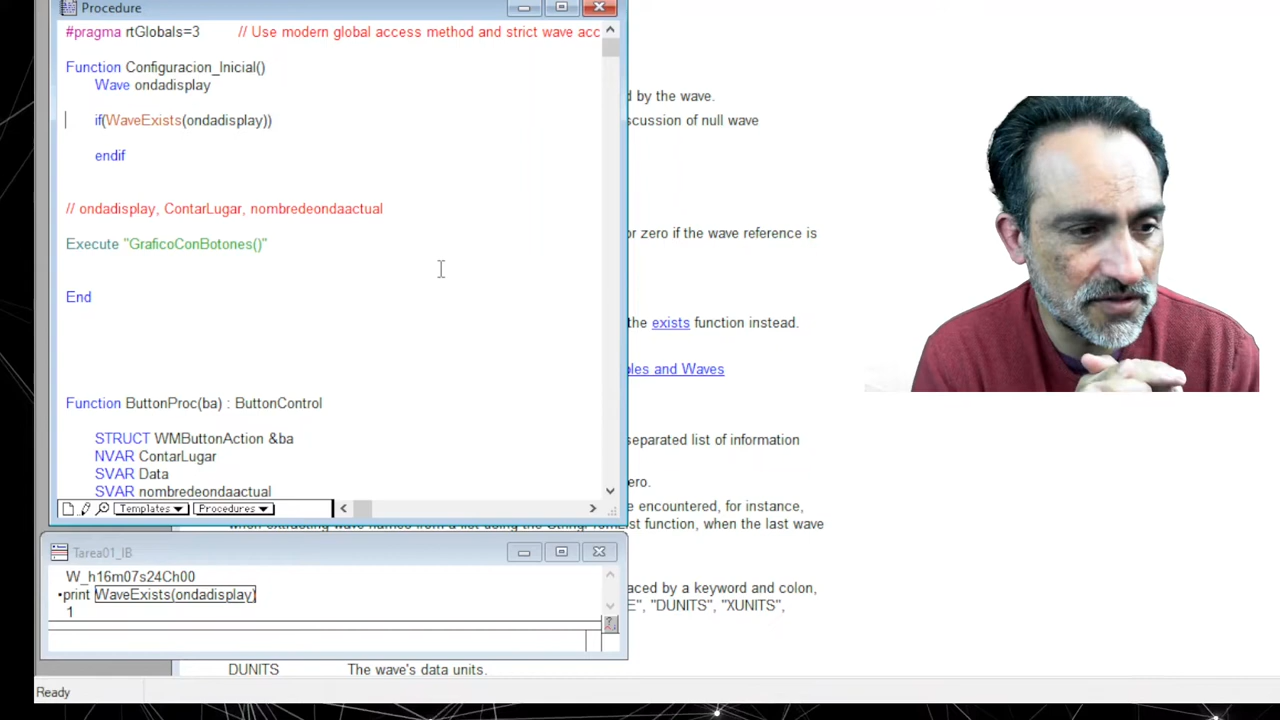 Procedure
#pragma rtGlobals=3 // Use modern global access method and strict wave acc
Function Configuracion_Inicial()
Wave ondadisplay
if(WaveExists(ondadisplay))
endif
// ondadisplay, ContarLugar, nombredeondaactual
Execute "GraficoConBotones()"
End
Function ButtonProc(ba) : ButtonControl
STRUCT WMButtonAction &ba
NVAR ContarLugar
SVAR Data
SVAR nombredeondaactual
Templates Procedures
d by the wave.
scussion of null wave
or zero if the wave reference is
the exists function instead.
les and Waves
separated list of information
ero.
e encountered, for instance,
when extracting wave names from a list using the StringFromList function, when the last wave
Tarea01_IB
W_h16m07s24Ch00
•print WaveExists(ondadisplay)
1
aced by a keyword and colon,
E", "DUNITS", "XUNITS",
DUNITS The wave's data units.
Ready